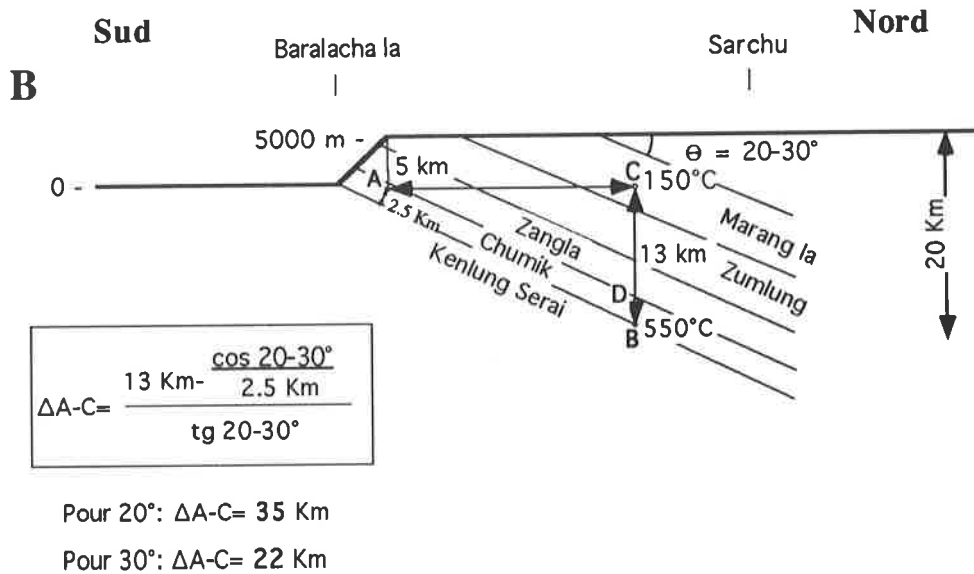 Sud
Nord
Baralacha la
Sarchu
B
5000 m -
θ = 20-30°
5 km
0 -
A
C 150°C
2.5 Km
Marang la
Zangla
Zumlung
13 km
20 Km
Chumik
Kenlung Serai
D
B 550°C
cos 20-30°
13 Km-
2.5 Km
ΔA-C=
tg 20-30°
Pour 20°: ΔA-C= 35 Km
Pour 30°: ΔA-C= 22 Km